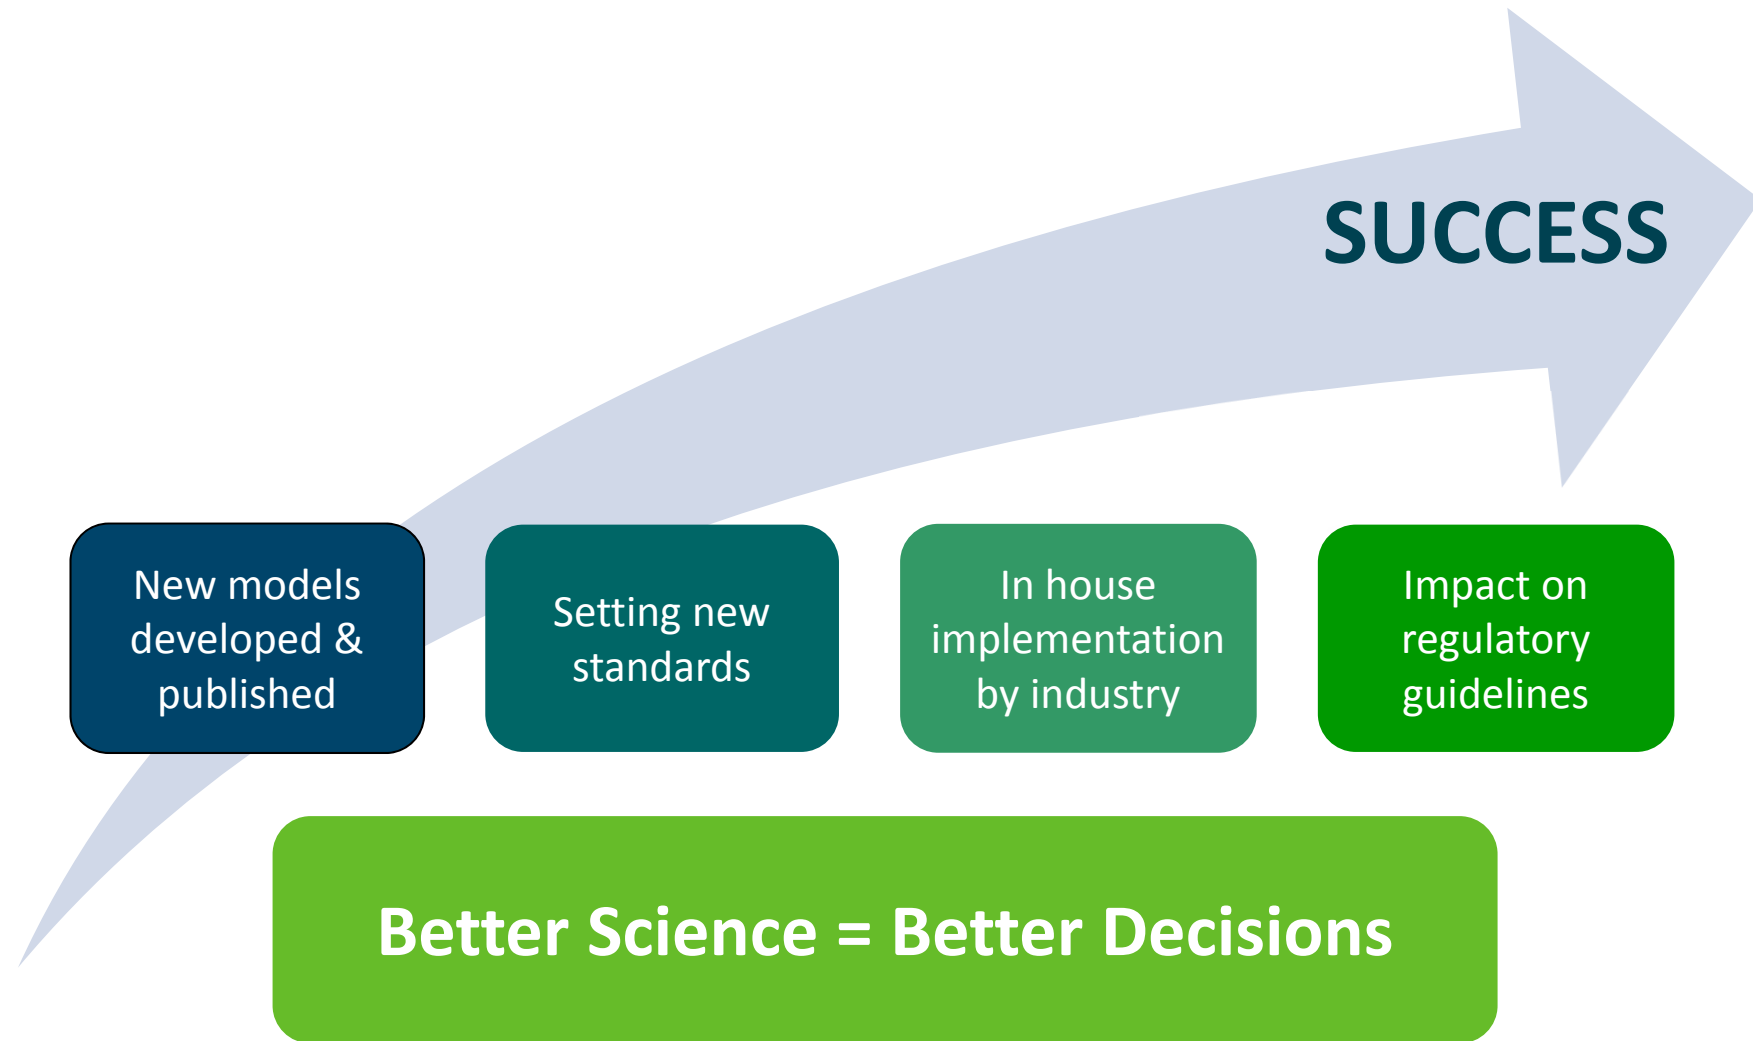 SUCCESS
New models
developed &
published
Setting new
standards
In house
implementation
by industry
Impact on
regulatory
guidelines
Better Science = Better Decisions